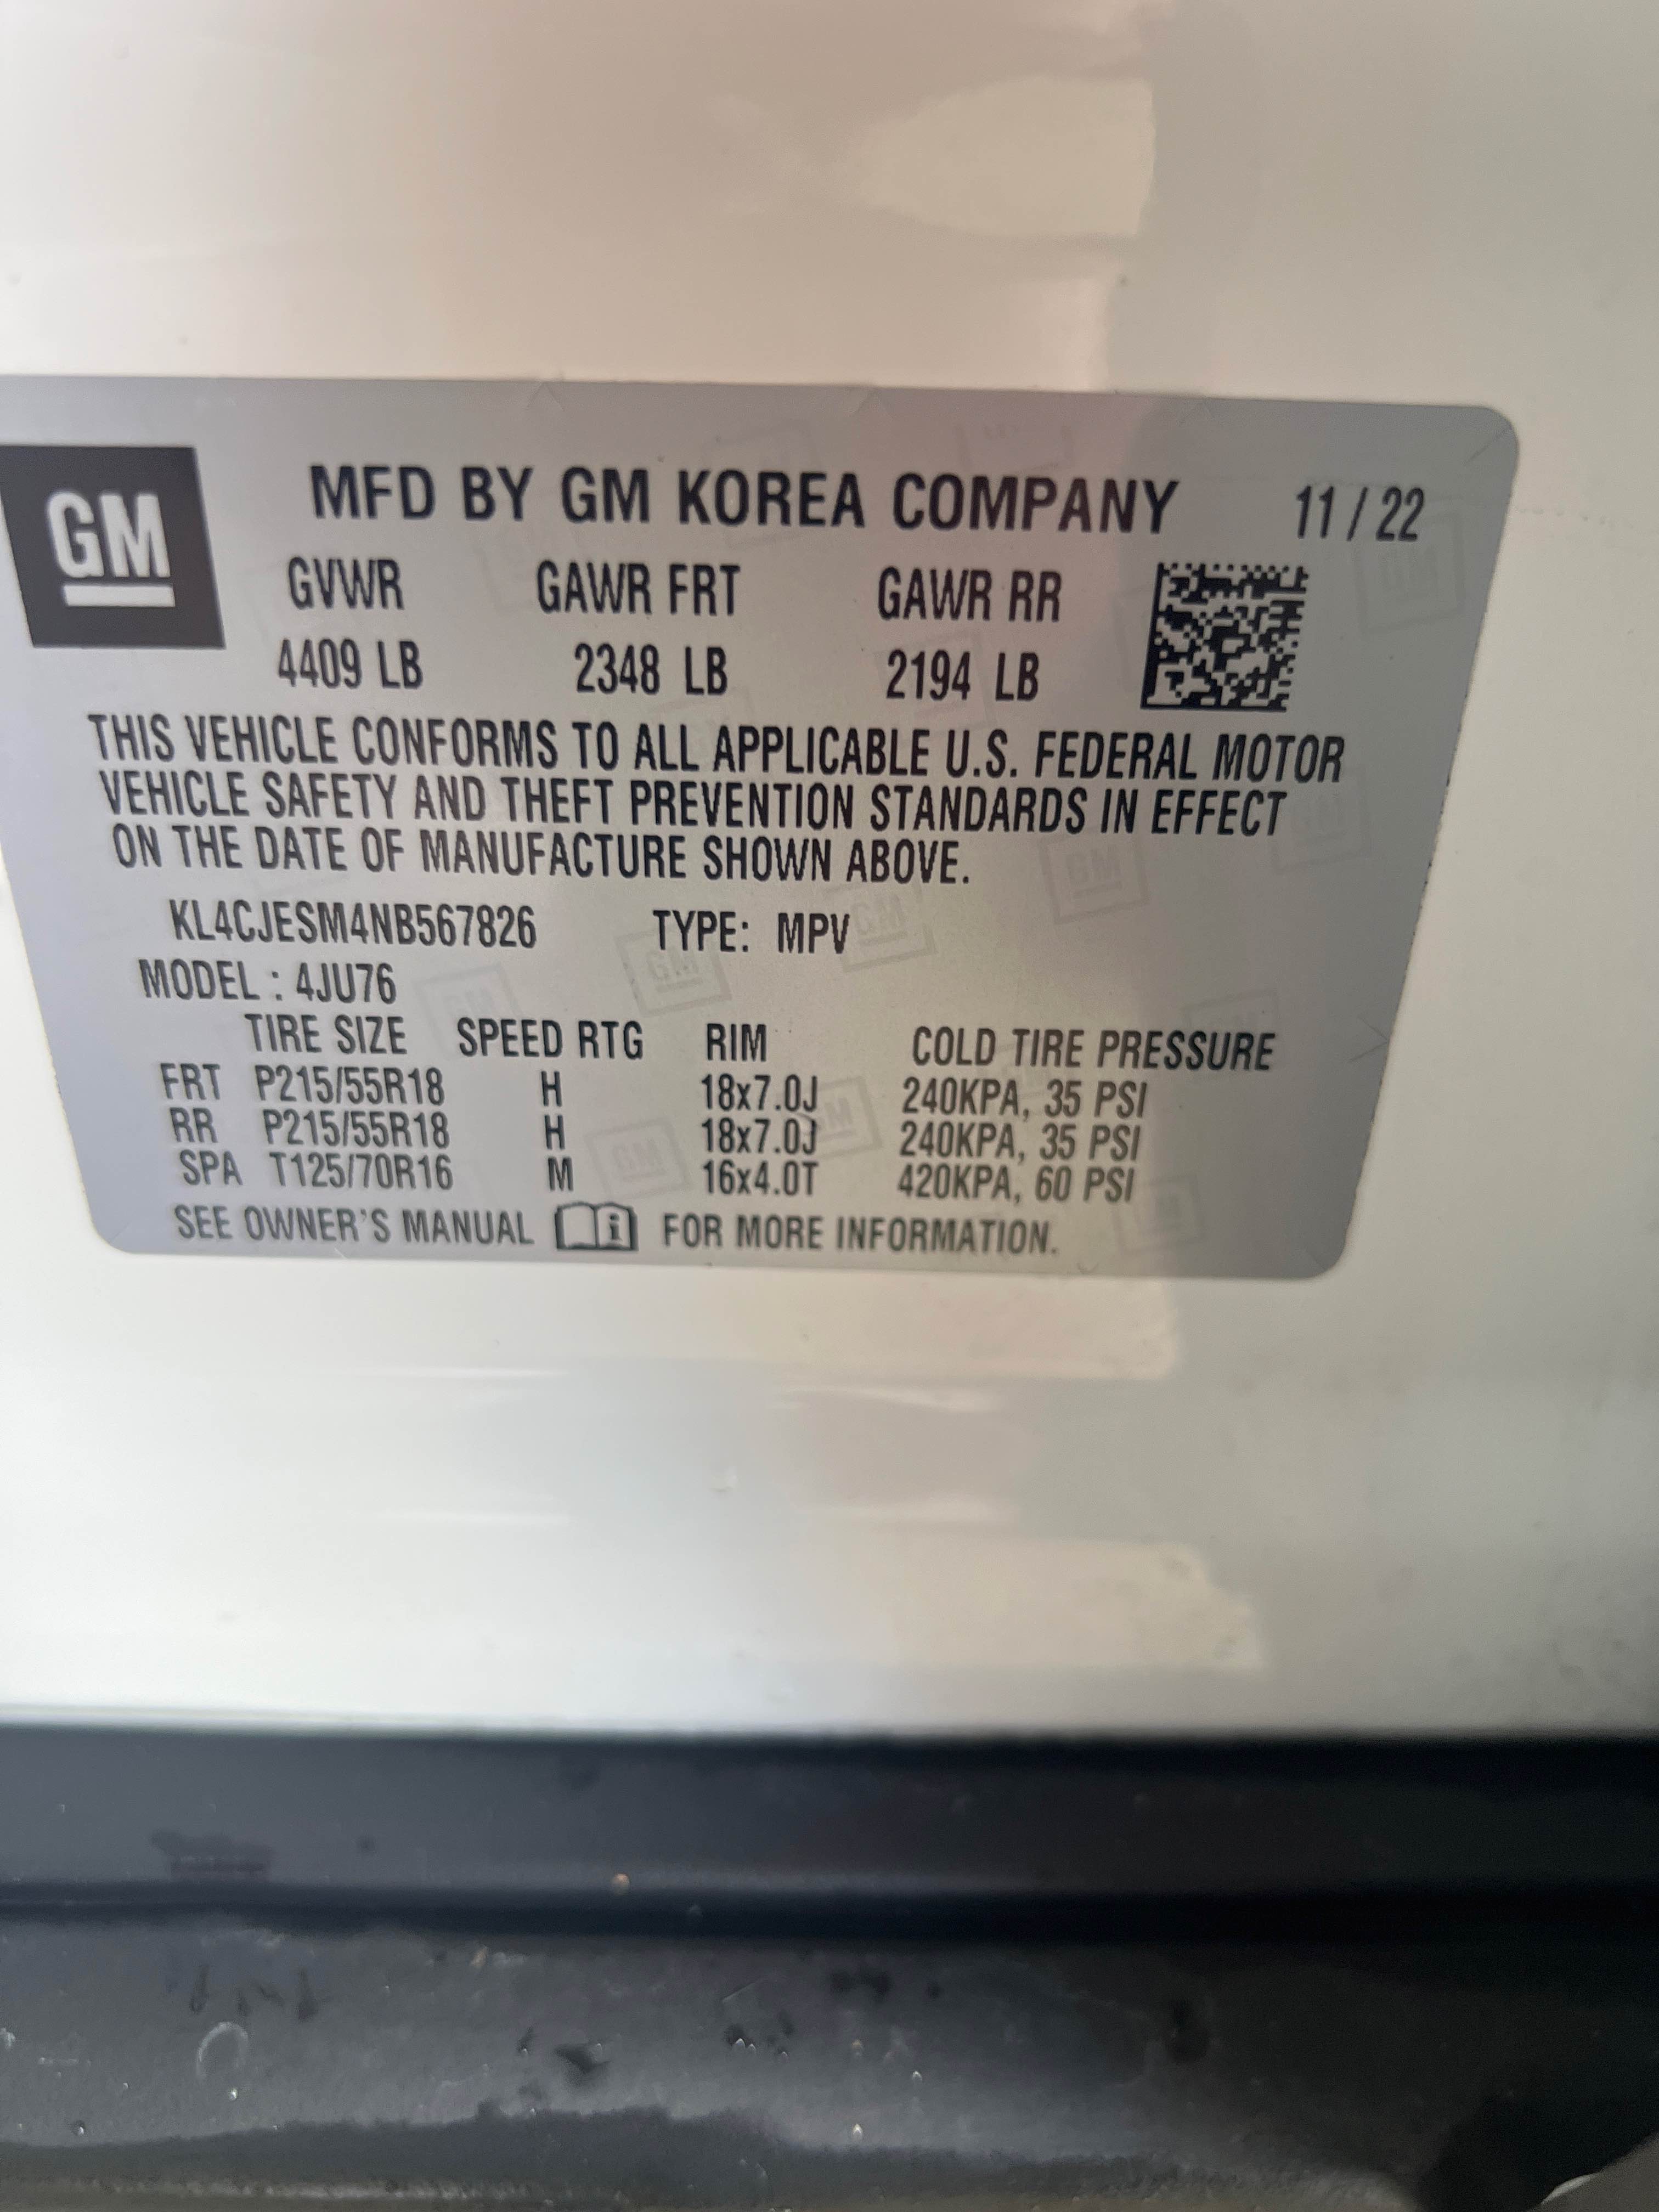 GM
MFD BY GM KOREA COMPANY 11/22
GVWR GAWR FRT GAWR RR
4409 LB 2348 LB 2194 LB
THIS VEHICLE CONFORMS TO ALL APPLICABLE U.S. FEDERAL MOTOR
VEHICLE SAFETY AND THEFT PREVENTION STANDARDS IN EFFECT
ON THE DATE OF MANUFACTURE SHOWN ABOVE.
KL4CJESM4NB567826 TYPE: MPV
MODEL : 4JU76
TIRE SIZE SPEED RTG RIM COLD TIRE PRESSURE
FRT P215/55R18 H 18x7.0J 240KPA, 35 PSI
RR P215/55R18 H 18x7.0J 240KPA, 35 PSI
SPA T125/70R16 M 16x4.0T 420KPA, 60 PSI
SEE OWNER'S MANUAL i FOR MORE INFORMATION.